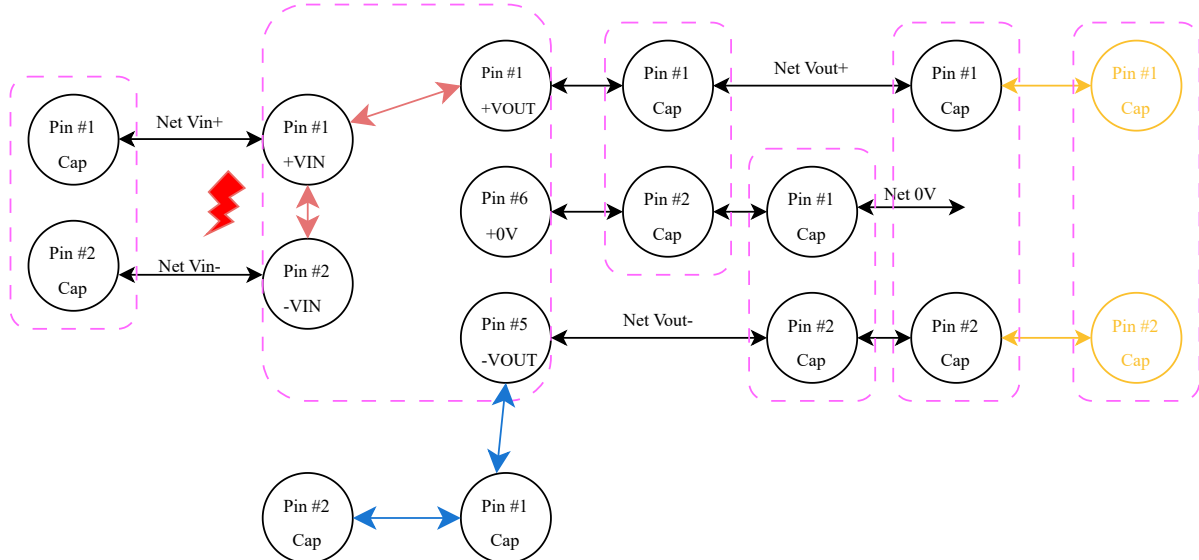 Pin #1
+VOUT
Pin #1
Cap
Net Vout+
Pin #1
Cap
Pin #1
Cap
Pin #1
Cap
Net Vin+
Pin #1
+VIN
Pin #6
+0V
Pin #2
Cap
Pin #1
Cap
Net 0V
Pin #2
Cap
Net Vin-
Pin #2
-VIN
Pin #5
-VOUT
Net Vout-
Pin #2
Cap
Pin #2
Cap
Pin #2
Cap
Pin #2
Cap
Pin #1
Cap